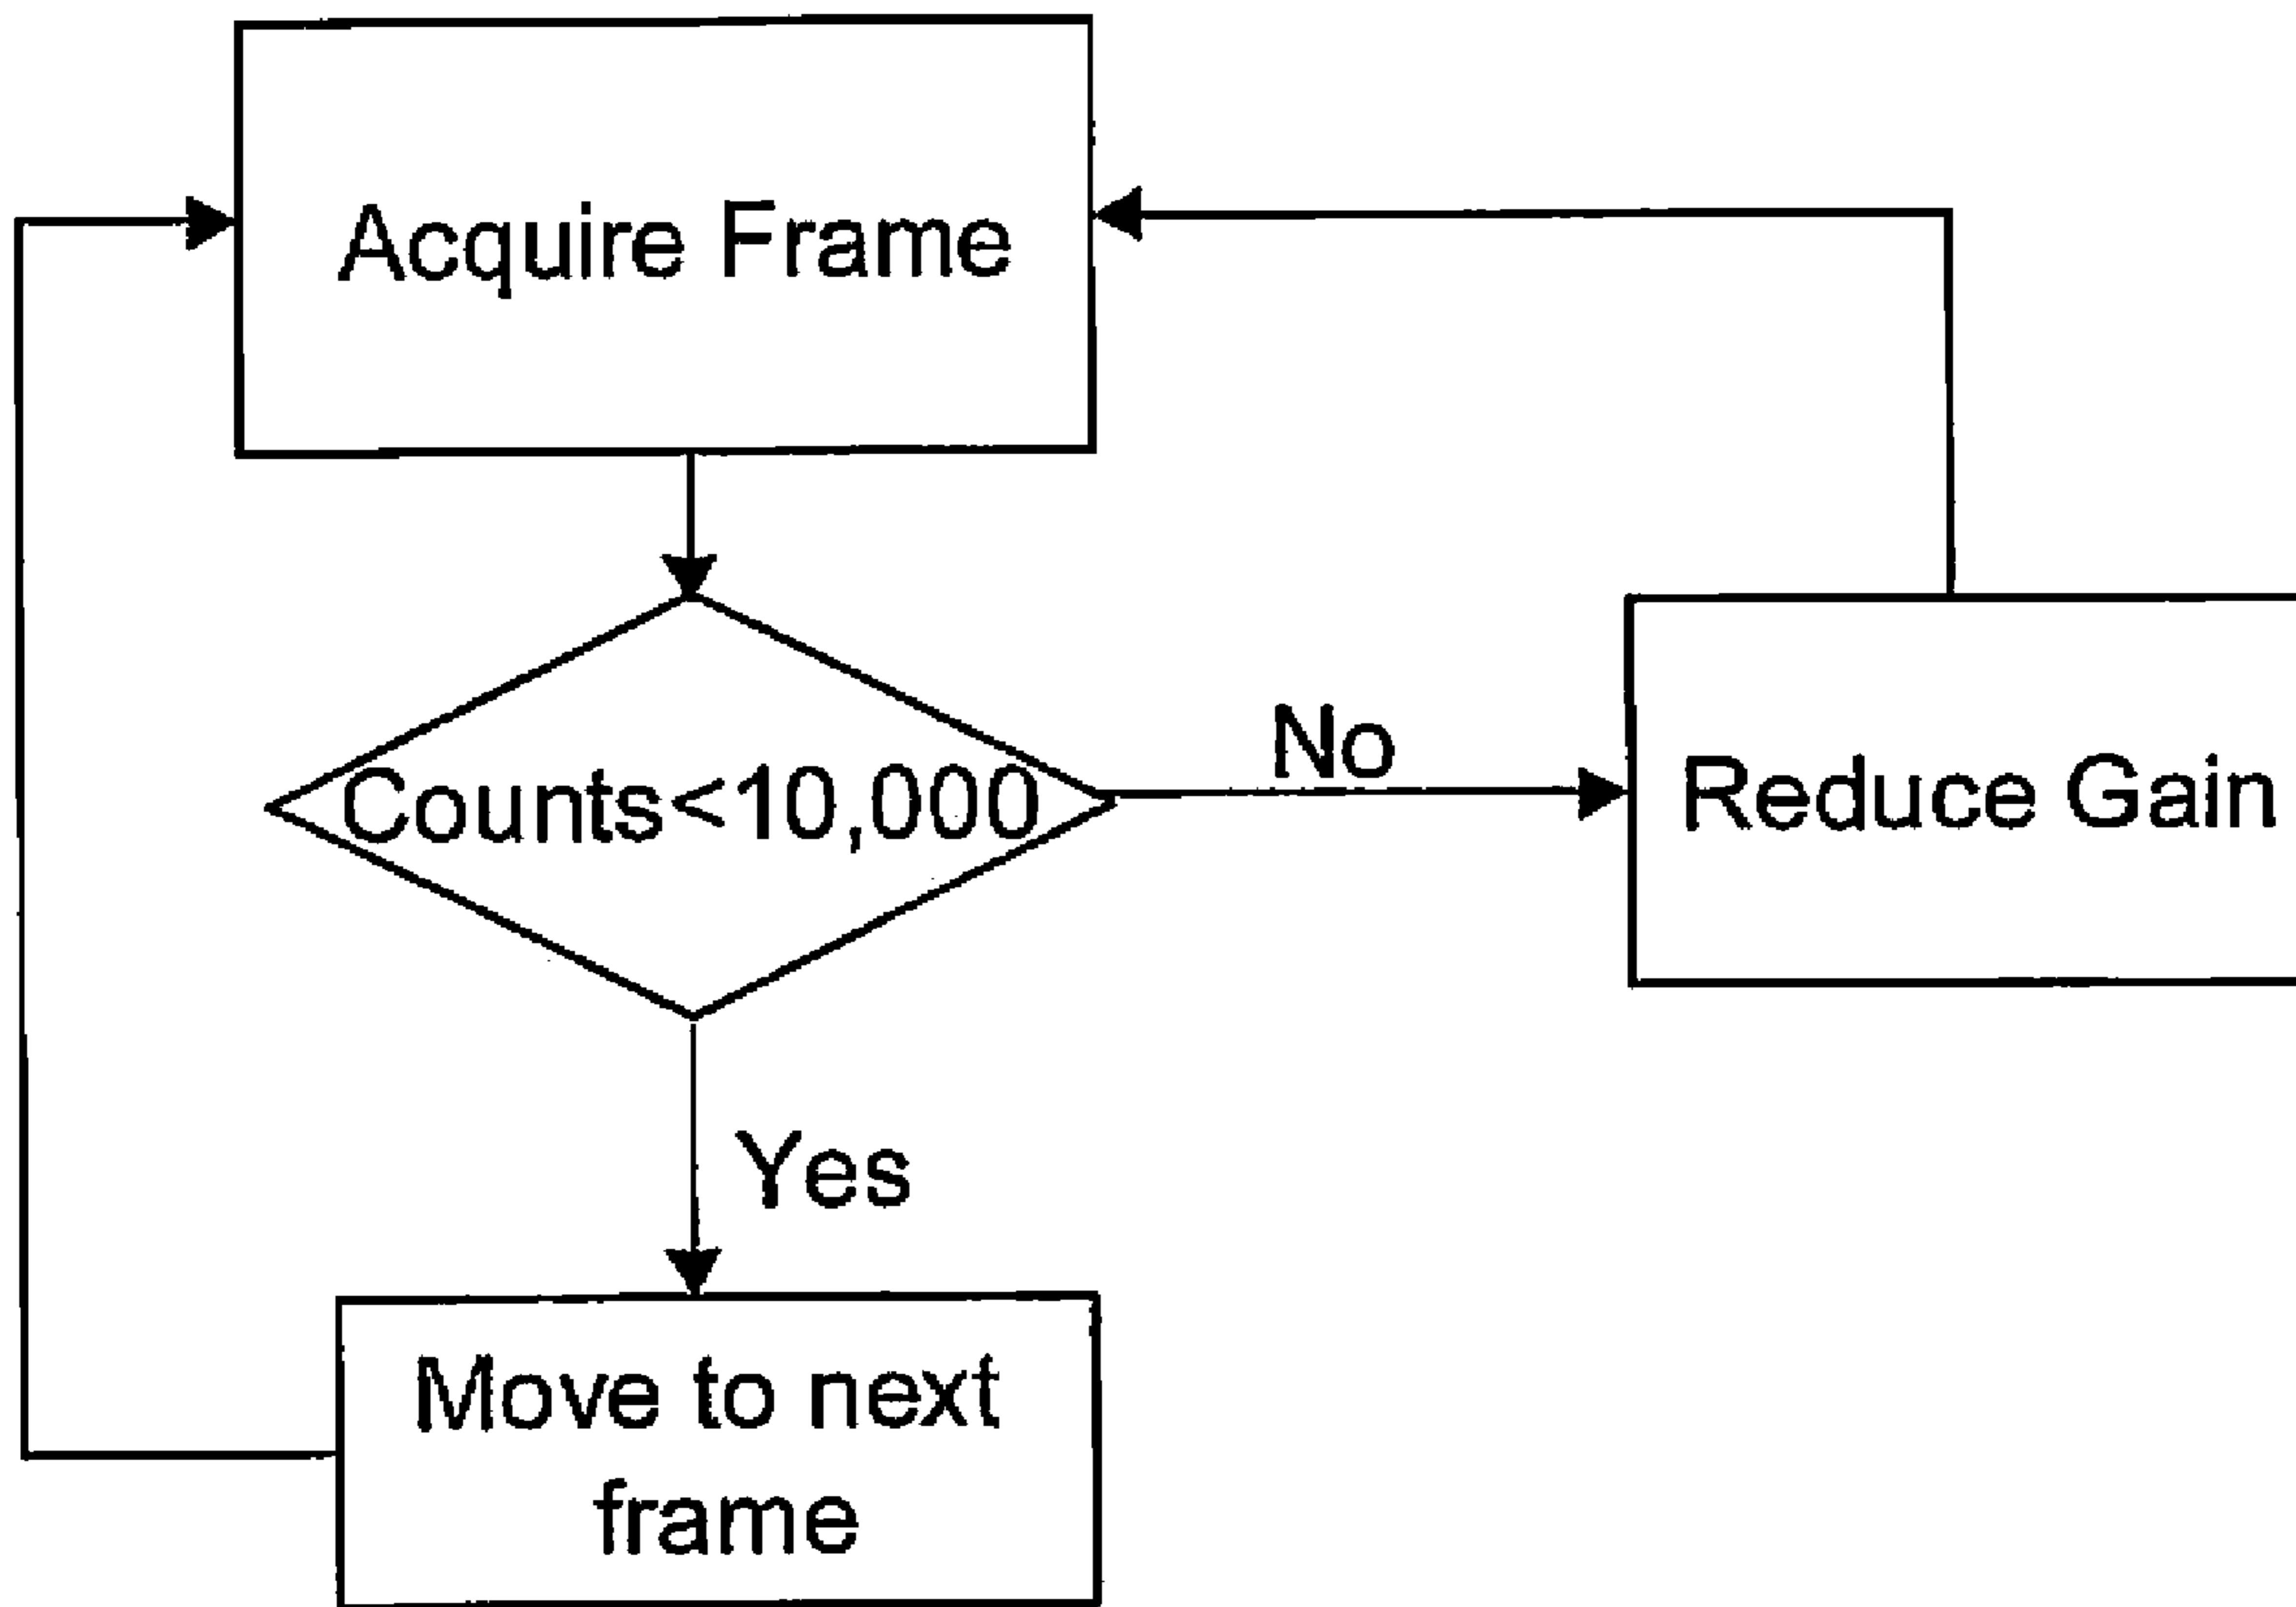 Acquire Frame
Counts<10,000
No
Reduce Gain
Yes
Move to next
frame